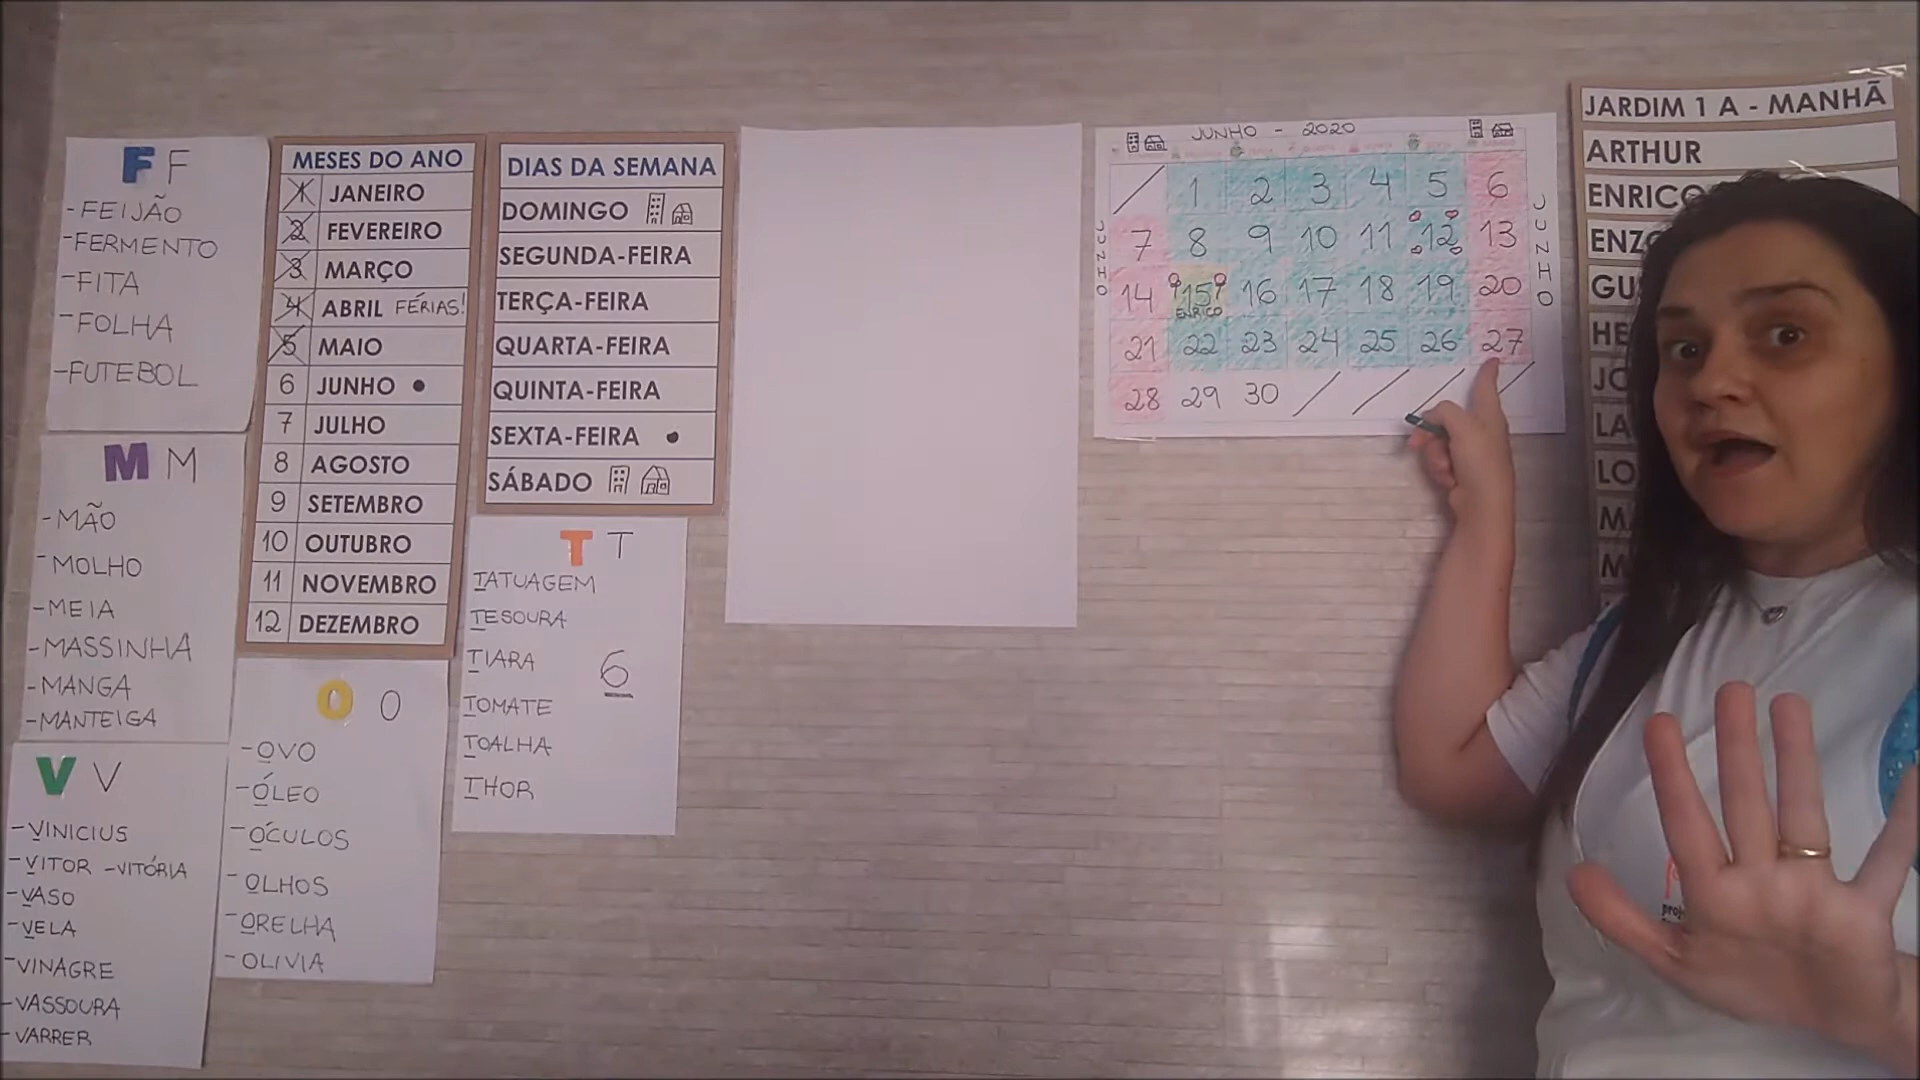 F F
-FEIJÃO
-FERMENTO
-FITA
-FOLHA
-FUTEBOL
M M
-MÃO
-MOLHO
-MEIA
-MASSINHA
-MANGA
-MANTEIGA
V V
-VINICIUS
-VITOR -VITÓRIA
-VASO
-VELA
-VINAGRE
-VASSOURA
-VARRER
MESES DO ANO
1 JANEIRO
2 FEVEREIRO
3 MARÇO
4 ABRIL FÉRIAS!
5 MAIO
6 JUNHO
7 JULHO
8 AGOSTO
9 SETEMBRO
10 OUTUBRO
11 NOVEMBRO
12 DEZEMBRO
O O
-OVO
-ÓLEO
-ÓCULOS
-OLHOS
-ORELHA
-OLIVIA
DIAS DA SEMANA
DOMINGO
SEGUNDA-FEIRA
TERÇA-FEIRA
QUARTA-FEIRA
QUINTA-FEIRA
SEXTA-FEIRA
SÁBADO
T T
TATUAGEM
TESOURA
TIARA
6
TOMATE
TOALHA
THOR
JUNHO - 2020
JUNHO
1 2 3 4 5 6
7 8 9 10 11 12 13
14 15 16 17 18 19 20
ENRICO
21 22 23 24 25 26 27
28 29 30
JUNHO
JARDIM 1 A - MANHÃ
ARTHUR
ENRICO